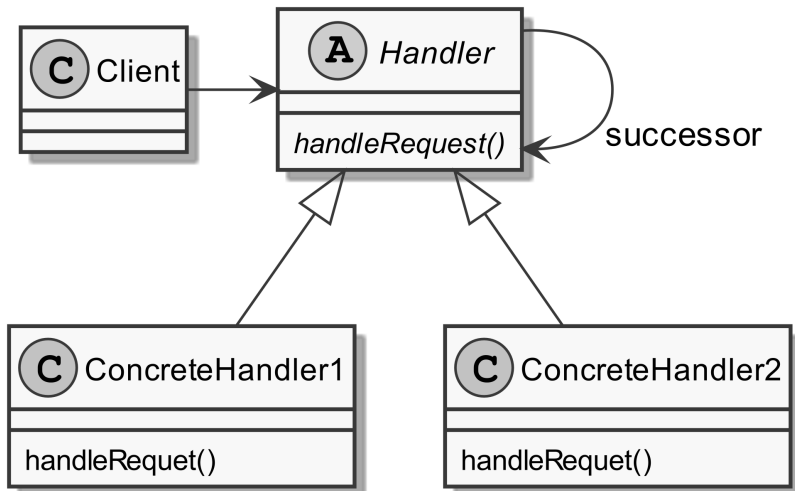 C Client
A Handler
handleRequest()
successor
C ConcreteHandler1
handleRequet()
C ConcreteHandler2
handleRequet()